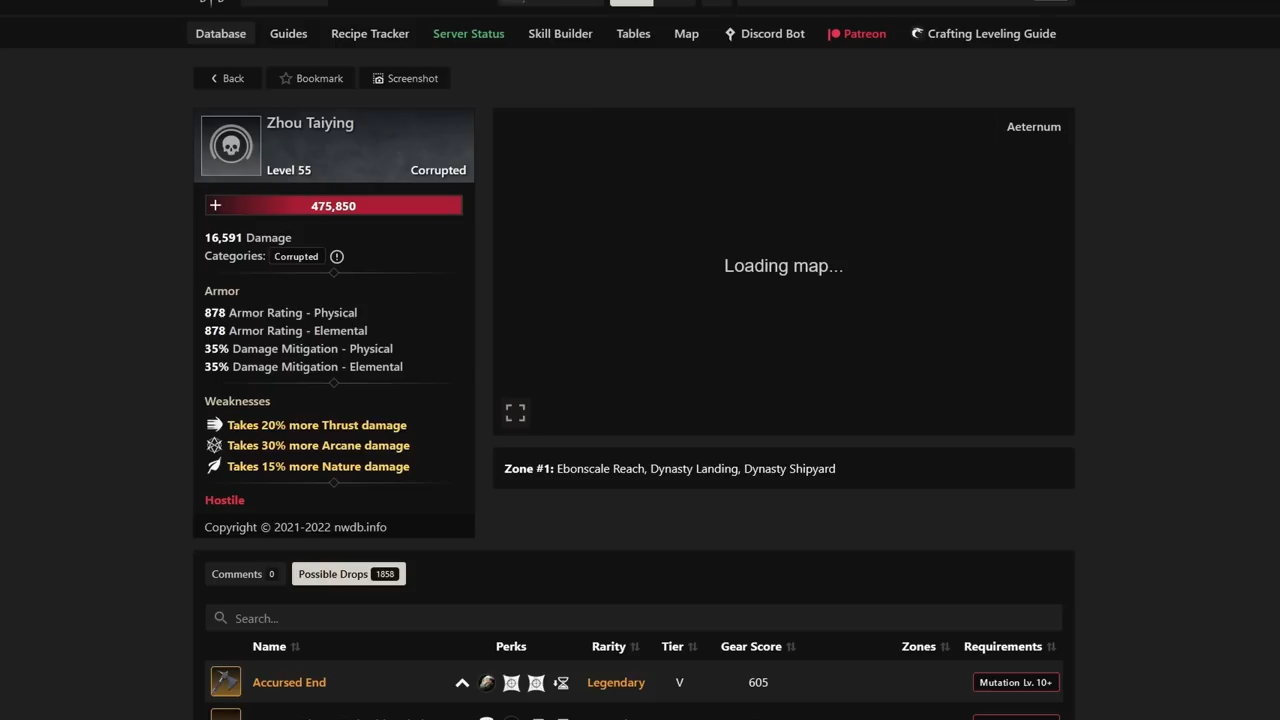 Database Guides Recipe Tracker Server Status Skill Builder Tables Map Discord Bot Patreon Crafting Leveling Guide
Back Bookmark Screenshot
Zhou Taiying
Level 55 Corrupted
475,850
16,591 Damage
Categories: Corrupted
Armor
878 Armor Rating - Physical
878 Armor Rating - Elemental
35% Damage Mitigation - Physical
35% Damage Mitigation - Elemental
Weaknesses
Takes 20% more Thrust damage
Takes 30% more Arcane damage
Takes 15% more Nature damage
Hostile
Copyright © 2021-2022 nwdb.info
Aeternum
Loading map...
Zone #1: Ebonscale Reach, Dynasty Landing, Dynasty Shipyard
Comments 0 Possible Drops 1858
Search...
Name Perks Rarity Tier Gear Score Zones Requirements
Accursed End Legendary V 605 Mutation Lv. 10+